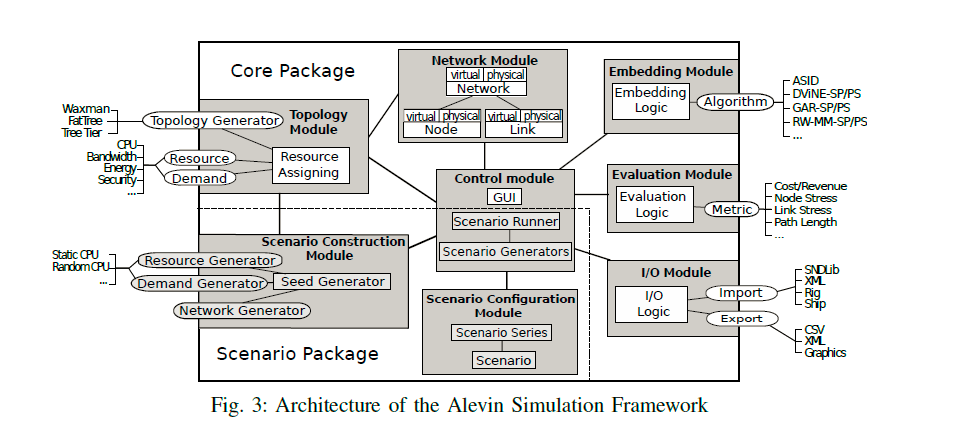 Core Package
Network Module
virtual physical
Network
virtual physical
Node
virtual physical
Link
Embedding Module
Embedding
Logic
Algorithm
ASID
DViNE-SP/PS
GAR-SP/PS
RW-MM-SP/PS
...
Waxman
FatTree
Tree Tier
Topology Generator
Topology
Module
CPU
Bandwidth
Energy
Security
...
Resource
Demand
Resource
Assigning
Control module
GUI
Scenario Runner
Scenario Generators
Evaluation Module
Evaluation
Logic
Metric
Cost/Revenue
Node Stress
Link Stress
Path Length
...
Scenario Construction
Module
Static CPU
Random CPU
...
Resource Generator
Demand Generator
Seed Generator
Network Generator
Scenario Configuration
Module
Scenario Series
Scenario
I/O Module
I/O
Logic
Import
Export
SNDLib
XML
Rig
Ship
CSV
XML
Graphics
Scenario Package
Fig. 3: Architecture of the Alevin Simulation Framework